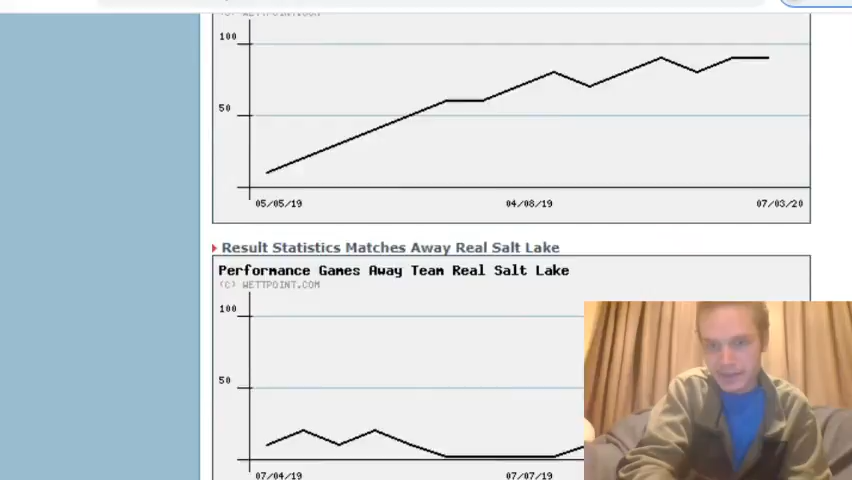 100
50
05/05/19 04/08/19 07/03/20
Result Statistics Matches Away Real Salt Lake
Performance Games Away Team Real Salt Lake
(C) WETTPOINT.COM
100
50
07/04/19 07/07/19